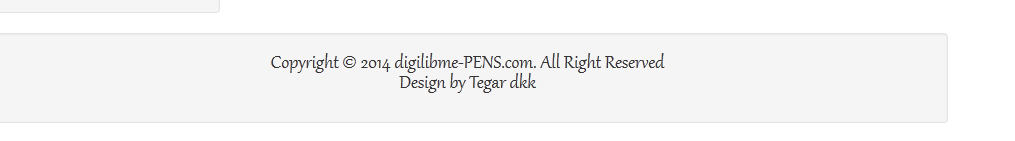 Copyright © 2014 digilibme-PENS.com. All Right Reserved
Design by Tegar dkk